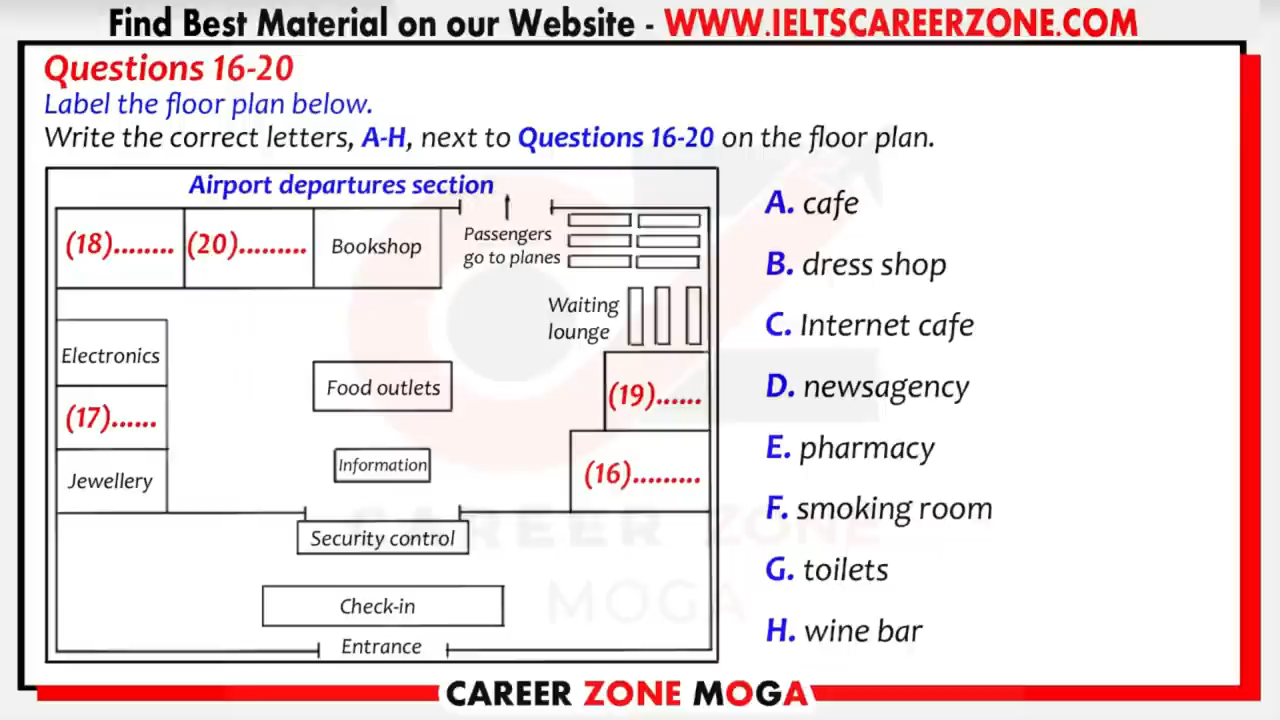 Find Best Material on our Website - WWW.IELTSCAREERZONE.COM
Questions 16-20
Label the floor plan below.
Write the correct letters, A-H, next to Questions 16-20 on the floor plan.
Airport departures section
(18)........
(20).........
Bookshop
Passengers
go to planes
Waiting
lounge
Electronics
Food outlets
(19)......
(17)......
Information
(16).........
Jewellery
Security control
Check-in
Entrance
A. cafe
B. dress shop
C. Internet cafe
D. newsagency
E. pharmacy
F. smoking room
G. toilets
H. wine bar
CAREER ZONE
MOGA
CAREER ZONE MOGA